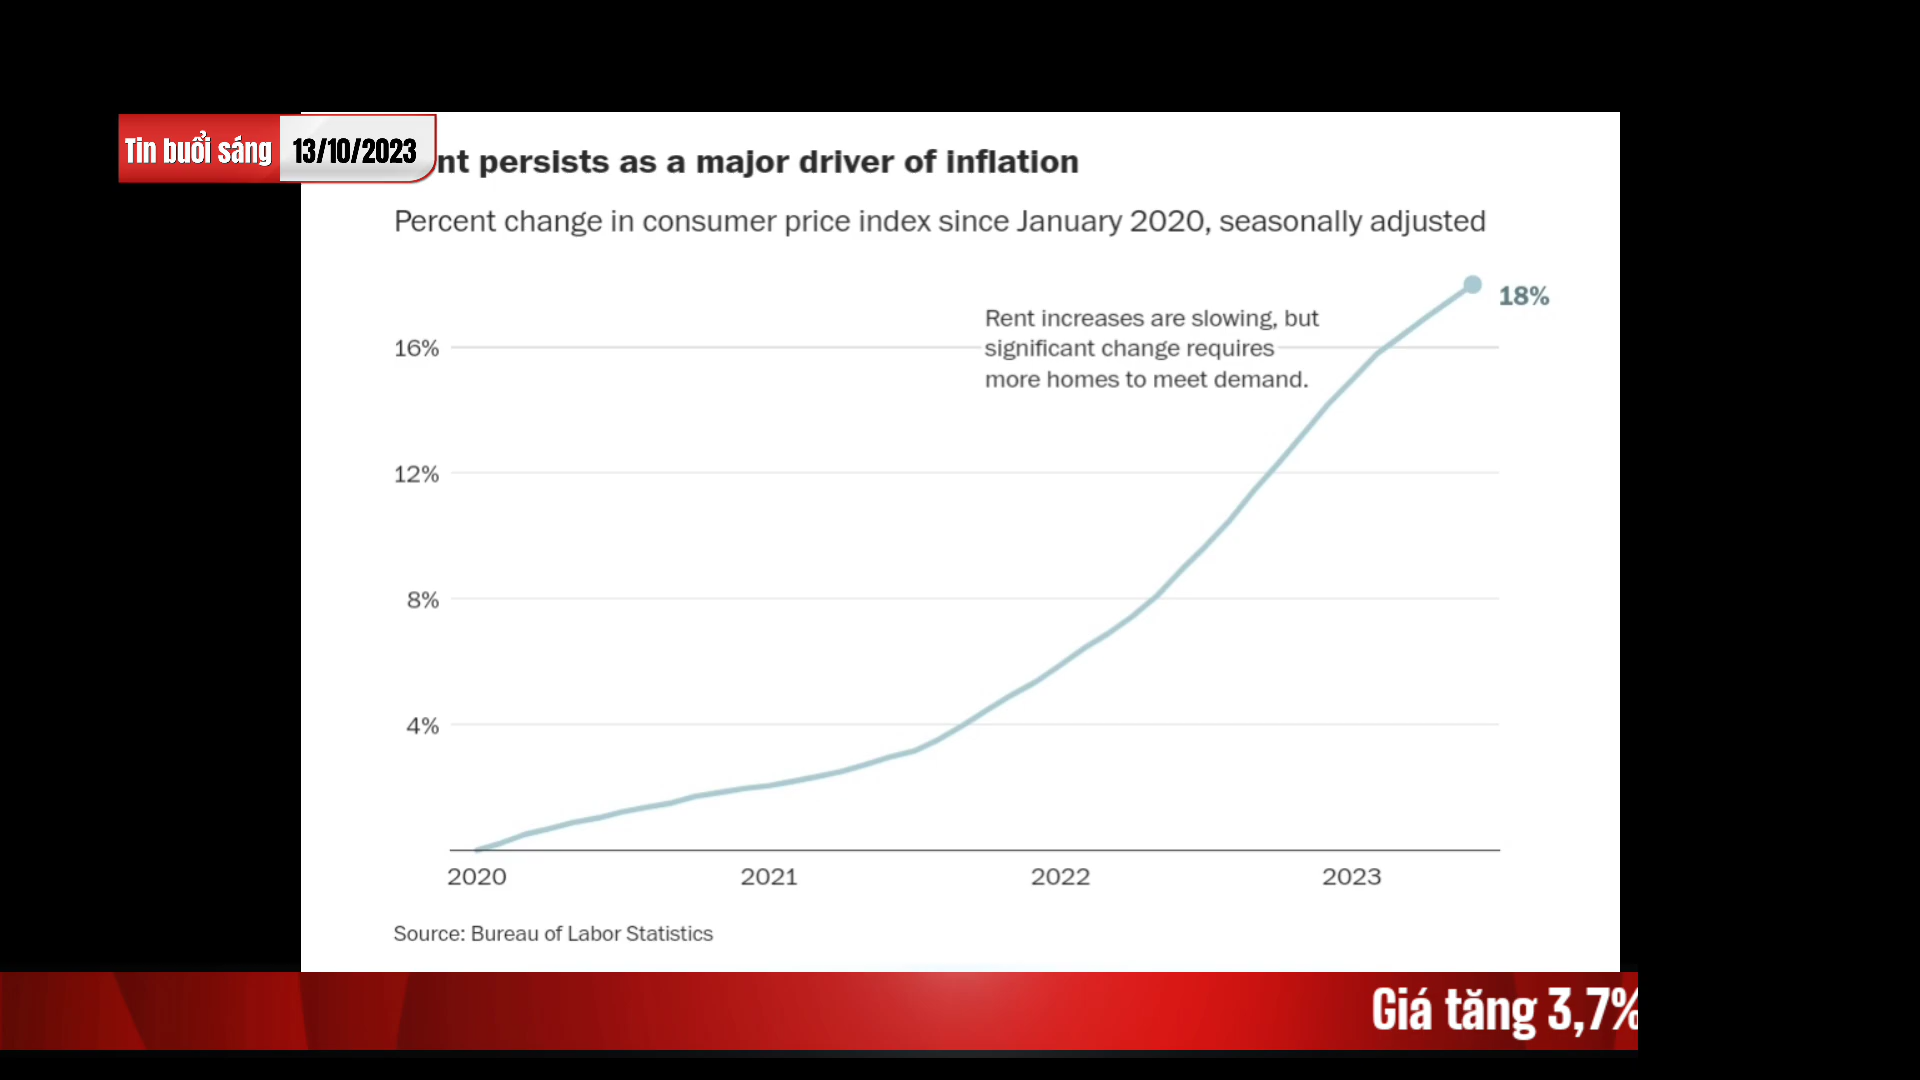 Tin buổi sáng 13/10/2023
nt persists as a major driver of inflation
Percent change in consumer price index since January 2020, seasonally adjusted
18%
Rent increases are slowing, but
significant change requires
more homes to meet demand.
16%
12%
8%
4%
2020 2021 2022 2023
Source: Bureau of Labor Statistics
Giá tăng 3,7%